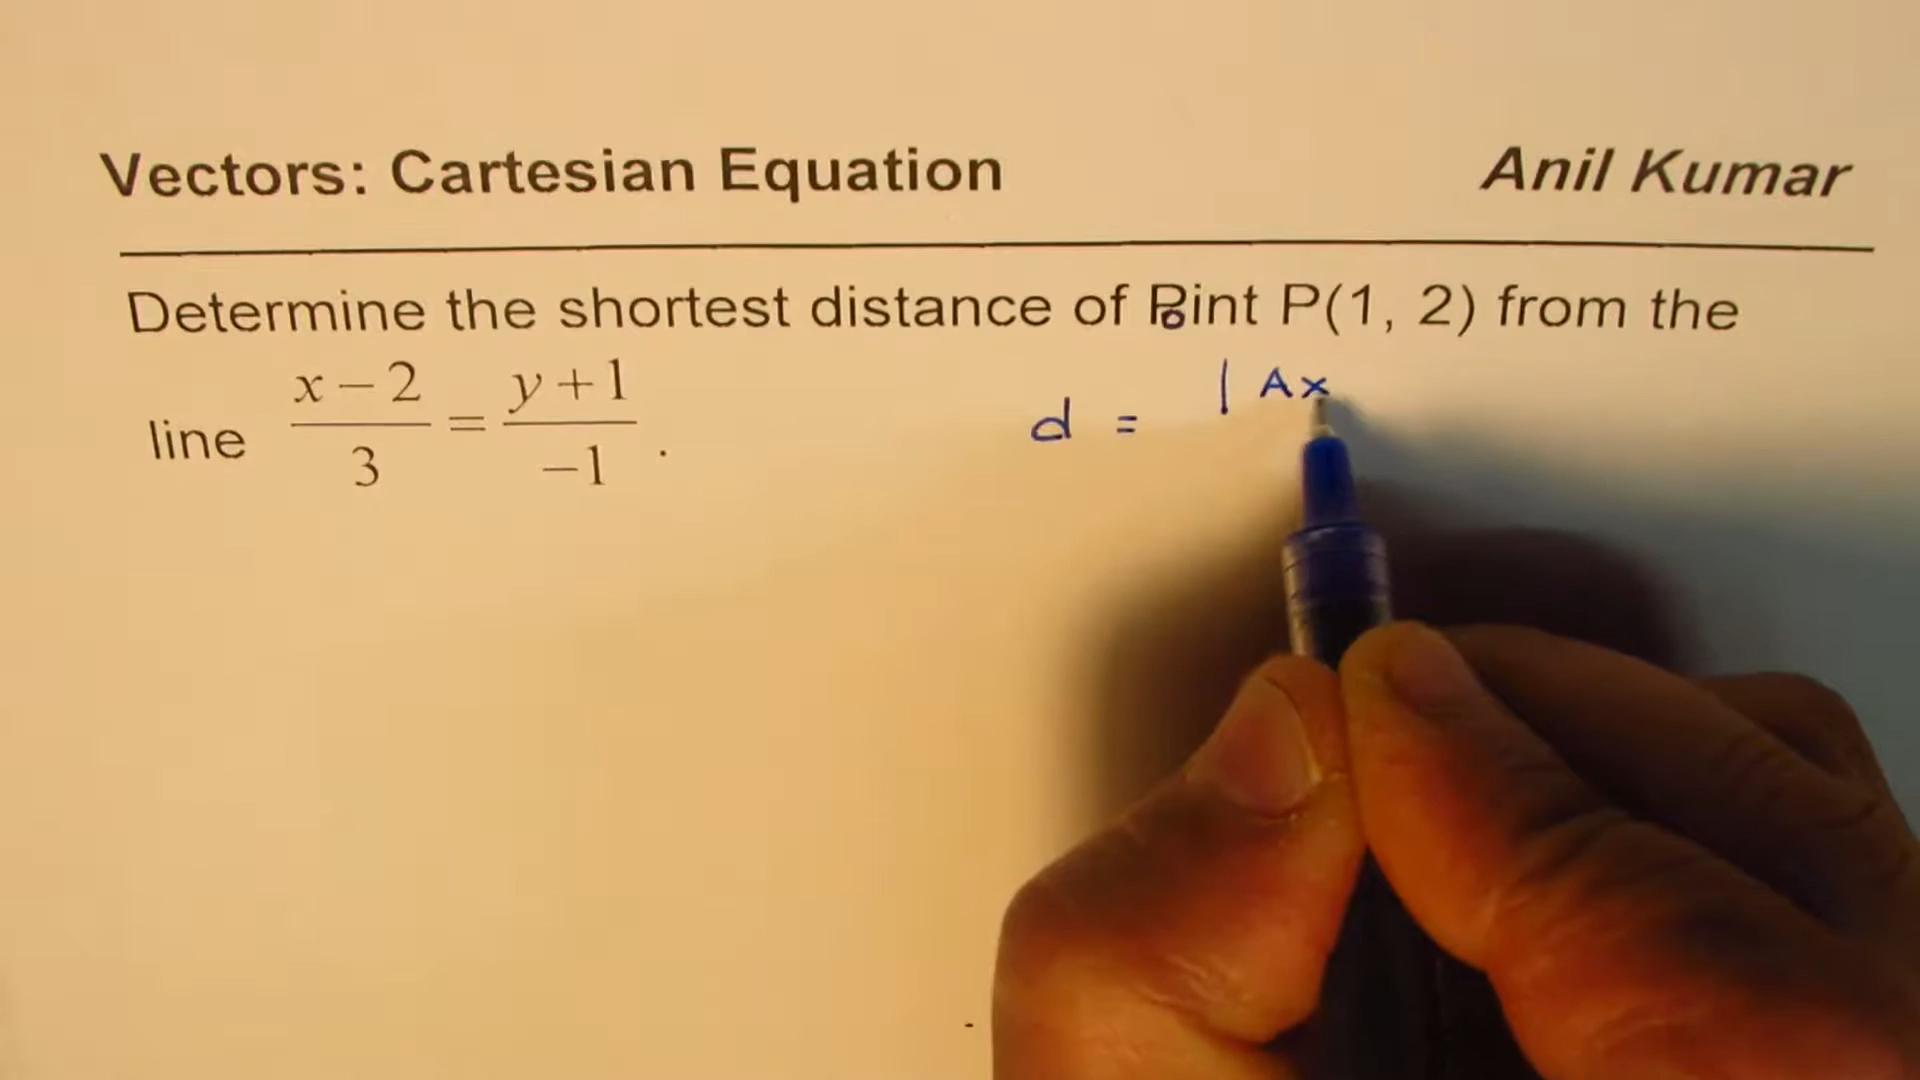 Vectors: Cartesian Equation Anil Kumar
Determine the shortest distance of Point P(1, 2) from the
line (x − 2)/3 = (y + 1)/−1 .
d = | Ax